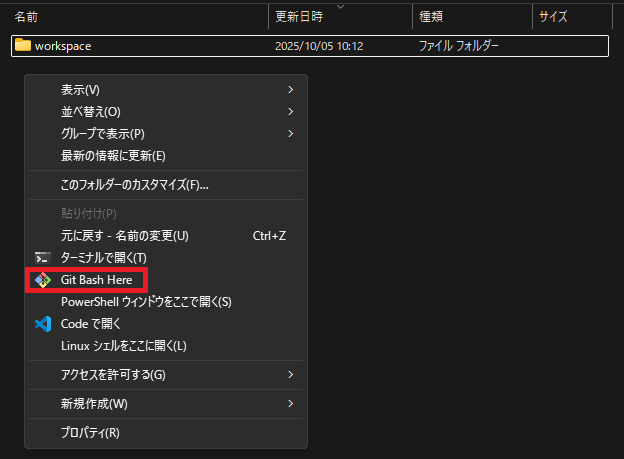 名前 更新日時 種類 サイズ
workspace 2025/10/05 10:12 ファイル フォルダー
表示(V)
並べ替え(O)
グループで表示(P)
最新の情報に更新(E)
このフォルダーのカスタマイズ(F)...
貼り付け(P)
元に戻す - 名前の変更(U) Ctrl+Z
ターミナルで開く(T)
Git Bash Here
PowerShell ウィンドウをここで開く(S)
Code で開く
Linux シェルをここに開く(L)
アクセスを許可する(G)
新規作成(W)
プロパティ(R)